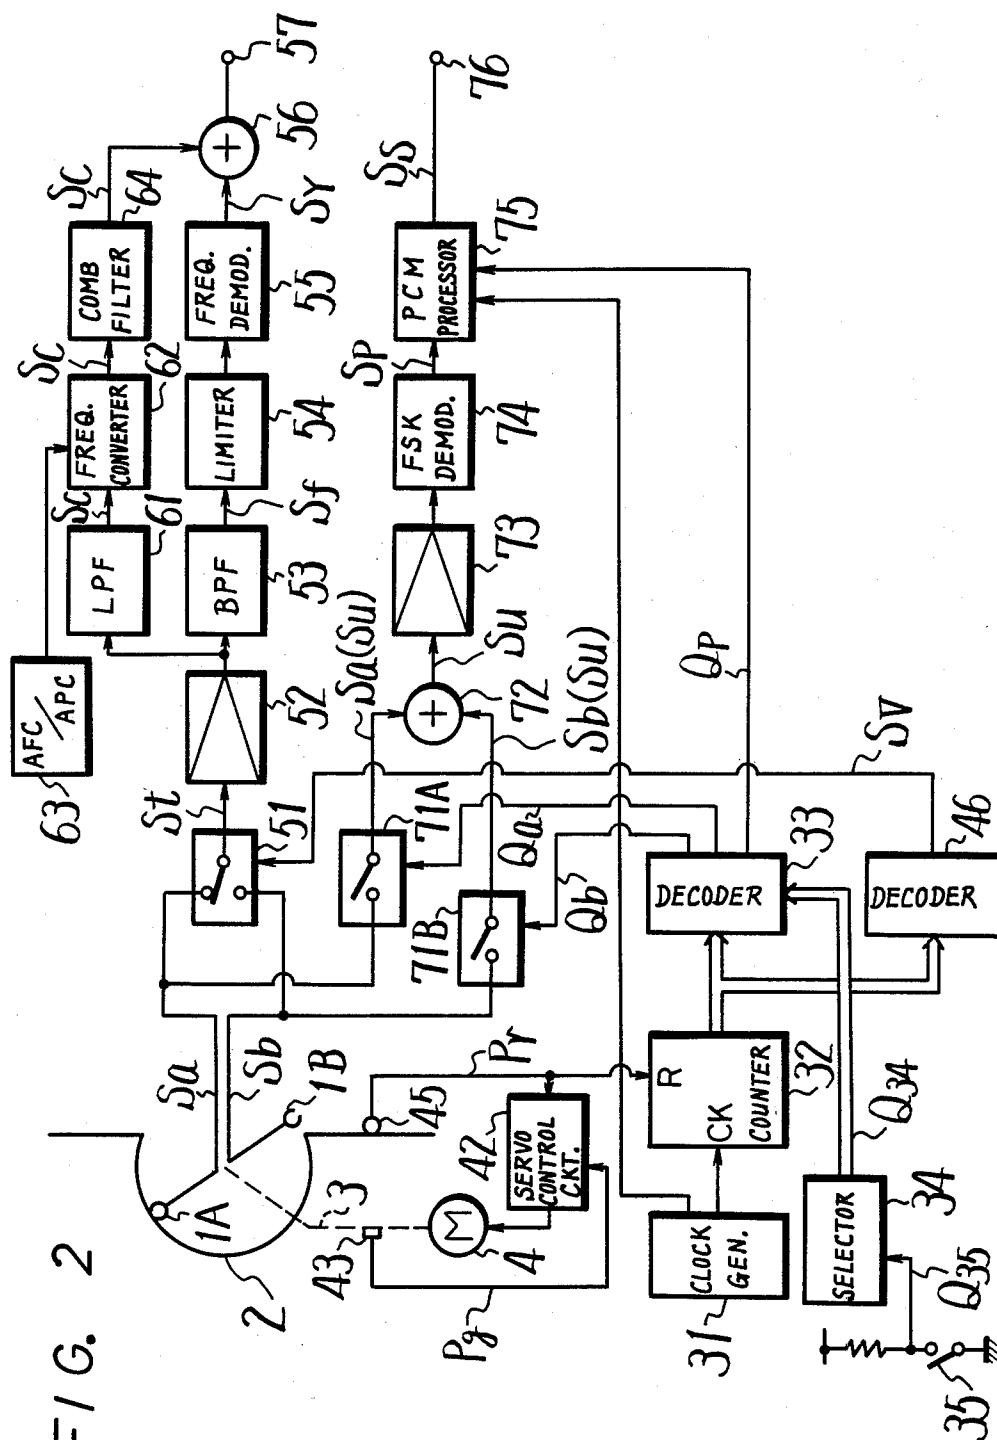 FIG. 2
63
AFC/APC
LPF
61
SC
FREQ.
CONVERTER
62
SC
COMB
FILTER
64
SC
St
51
52
BPF
53
Sf
LIMITER
54
FREQ.
DEMOD.
55
SY
56
57
Sa
Sb
1A
1B
2
3
71A
Sa(Su)
72
Su
73
FSK
DEMOD.
74
SP
PCM
PROCESSOR
75
SS
76
71B
Sb(Su)
43
45
Pr
4
M
42
SERVO
CONTROL
CKT.
Pg
Qa
Qb
QP
31
CLOCK
GEN.
R
CK
COUNTER
32
DECODER
33
SV
SELECTOR
34
Q34
DECODER
46
35
Q35